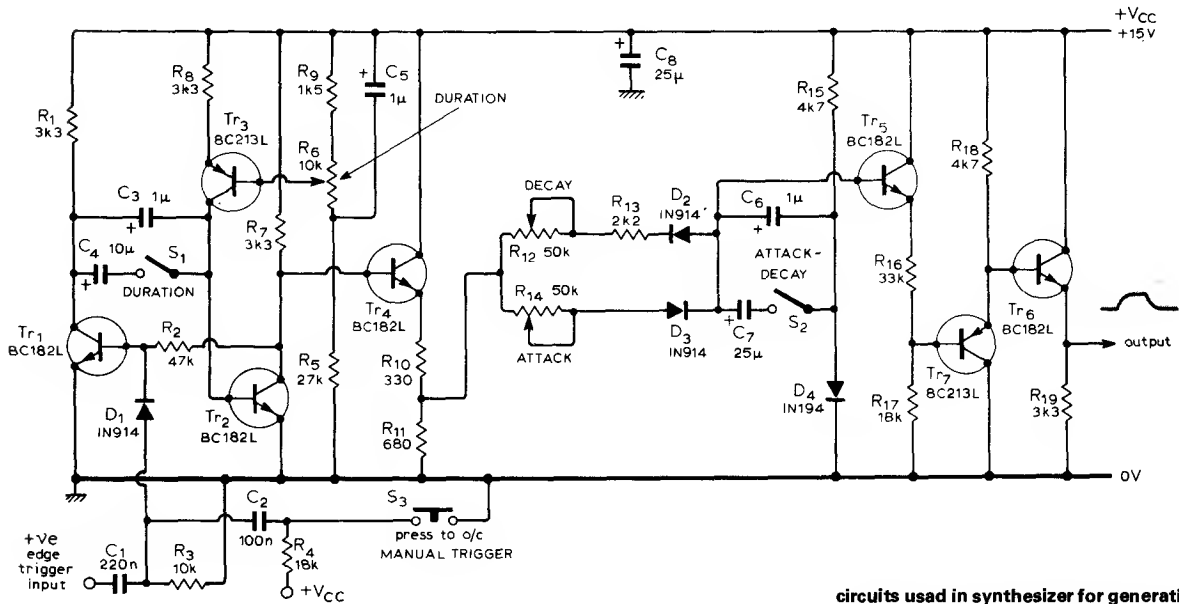 +VCC
+15V
R1
3k3
R8
3k3
Tr3
BC213L
R9
1k5
C5
1µ
+
DURATION
R6
10k
C8
25µ
+
R15
4k7
Tr5
BC182L
R18
4k7
C3 1µ
+
C4
10µ
+
S1
DURATION
R7
3k3
Tr4
BC182L
DECAY
R12
50k
R13
2k2
D2
IN914
C6
1µ
+
ATTACK-
DECAY
R14
50k
ATTACK
D3
IN914
C7
25µ
+
S2
R16
33k
Tr6
BC182L
Tr1
BC182L
R2
47k
D1
IN914
Tr2
BC182L
R5
27k
R10
330
R11
680
D4
IN194
R17
18k
Tr7
BC213L
R19
3k3
output
0V
C2
100n
S3
press to o/c
MANUAL TRIGGER
R4
18k
+VCC
+ve
edge
trigger
input
C1
220n
R3
10k
circuits usad in synthesizer for generati